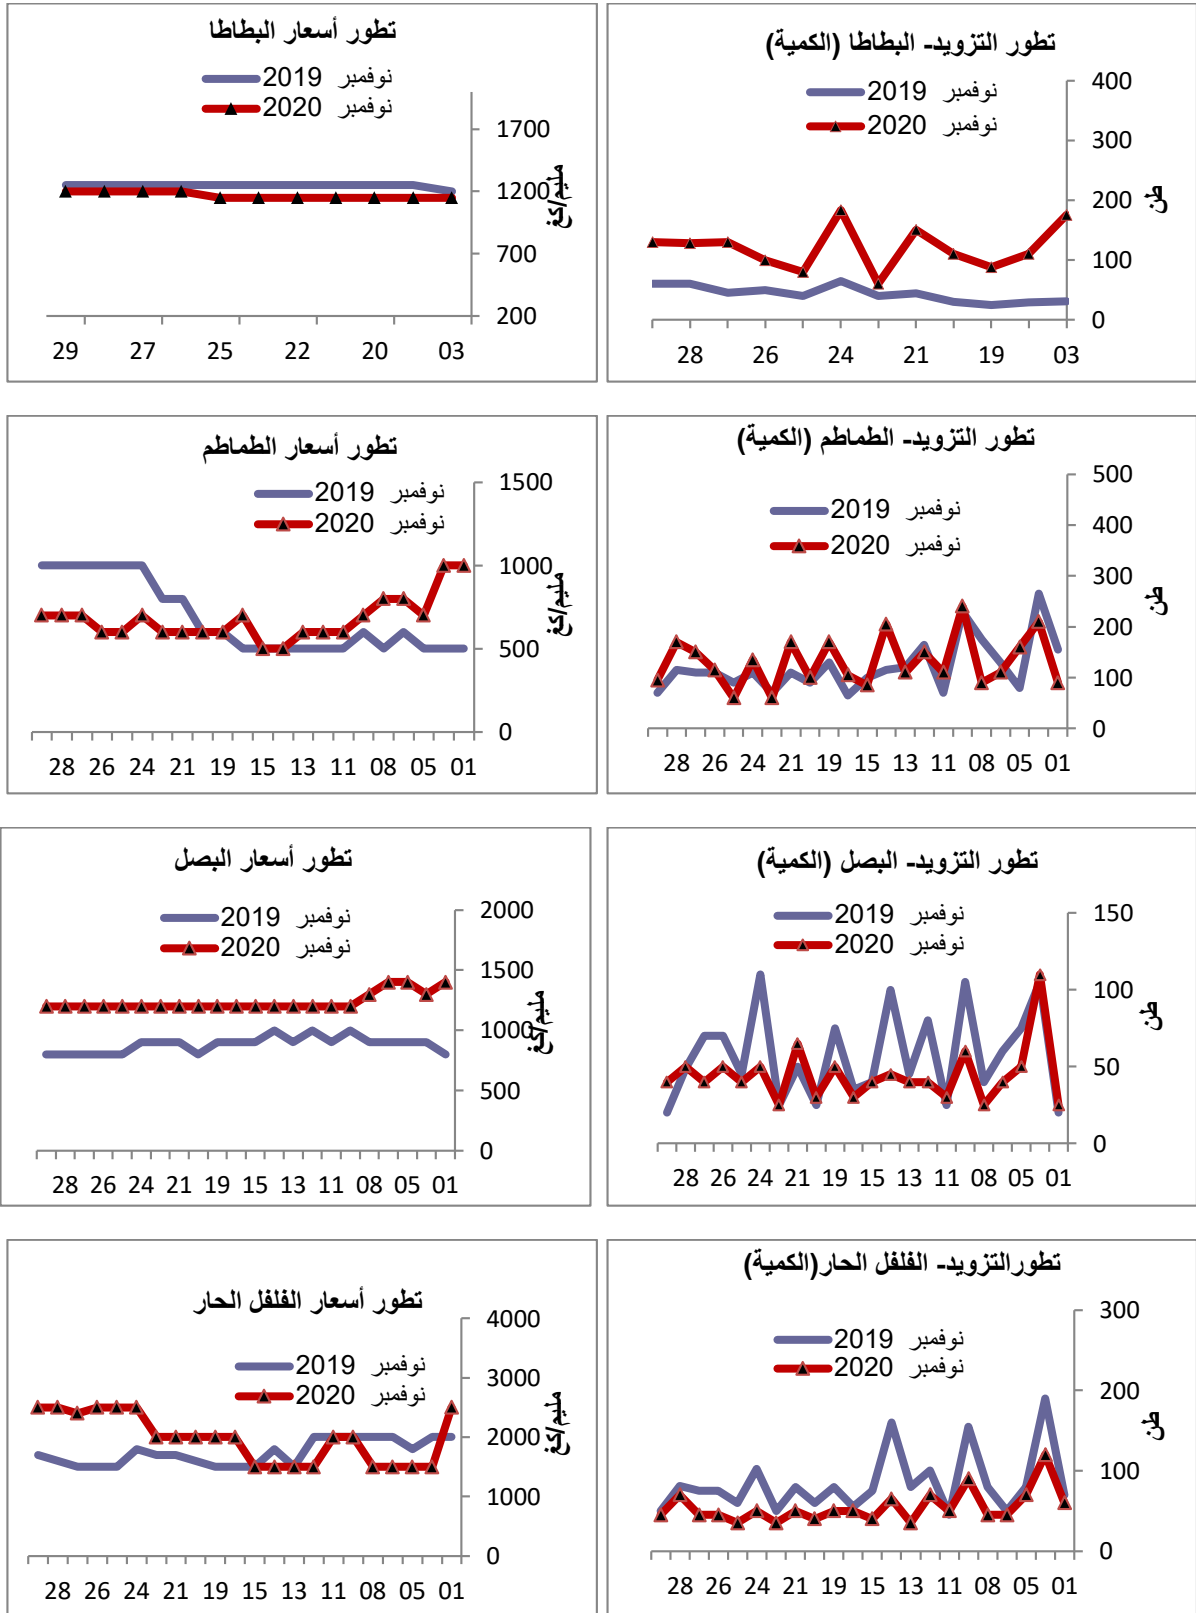 تطور التزويد- البطاطا (الكمية)
نوفمبر 2019
نوفمبر 2020
400
300
200
100
0
طن
28 26 24 21 19 03
تطور أسعار البطاطا
نوفمبر 2019
نوفمبر 2020
1700
1200
700
200
مليم/كغ
29 27 25 22 20 03
تطور التزويد- الطماطم (الكمية)
نوفمبر 2019
نوفمبر 2020
500
400
300
200
100
0
طن
28 26 24 21 19 15 13 11 08 05 01
تطور أسعار الطماطم
نوفمبر 2019
نوفمبر 2020
1500
1000
500
0
مليم/كغ
28 26 24 21 19 15 13 11 08 05 01
تطور التزويد- البصل (الكمية)
نوفمبر 2019
نوفمبر 2020
150
100
50
0
طن
28 26 24 21 19 15 13 11 08 05 01
تطور أسعار البصل
نوفمبر 2019
نوفمبر 2020
2000
1500
1000
500
0
مليم/كغ
28 26 24 21 19 15 13 11 08 05 01
تطورالتزويد- الفلفل الحار(الكمية)
نوفمبر 2019
نوفمبر 2020
300
200
100
0
طن
28 26 24 21 19 15 13 11 08 05 01
تطور أسعار الفلفل الحار
نوفمبر 2019
نوفمبر 2020
4000
3000
2000
1000
0
مليم/كغ
28 26 24 21 19 15 13 11 08 05 01